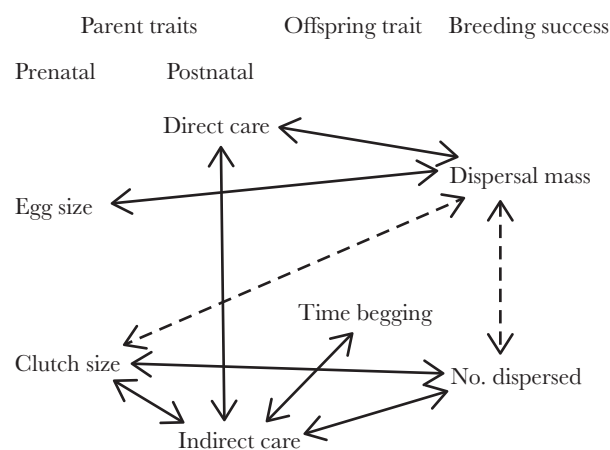 Parent traits Offspring trait Breeding success
Prenatal Postnatal
Direct care
Dispersal mass
Egg size
Time begging
Clutch size
No. dispersed
Indirect care